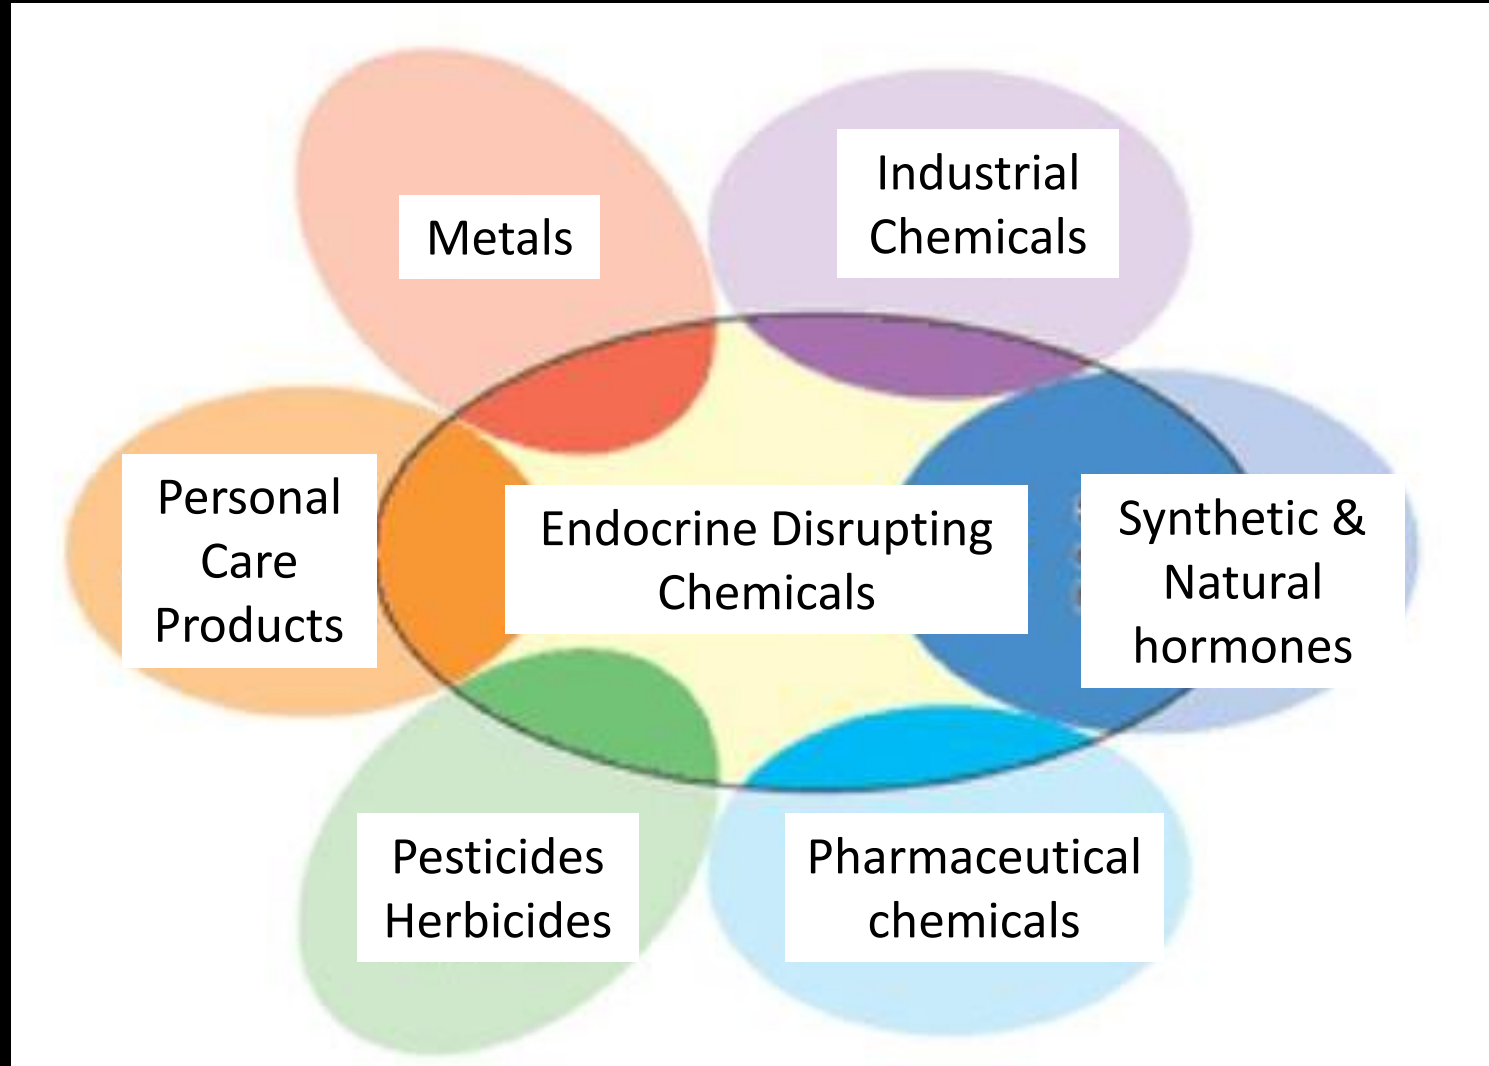 Metals
Industrial
Chemicals
Personal
Care
Products
Endocrine Disrupting
Chemicals
Synthetic &
Natural
hormones
Pesticides
Herbicides
Pharmaceutical
chemicals